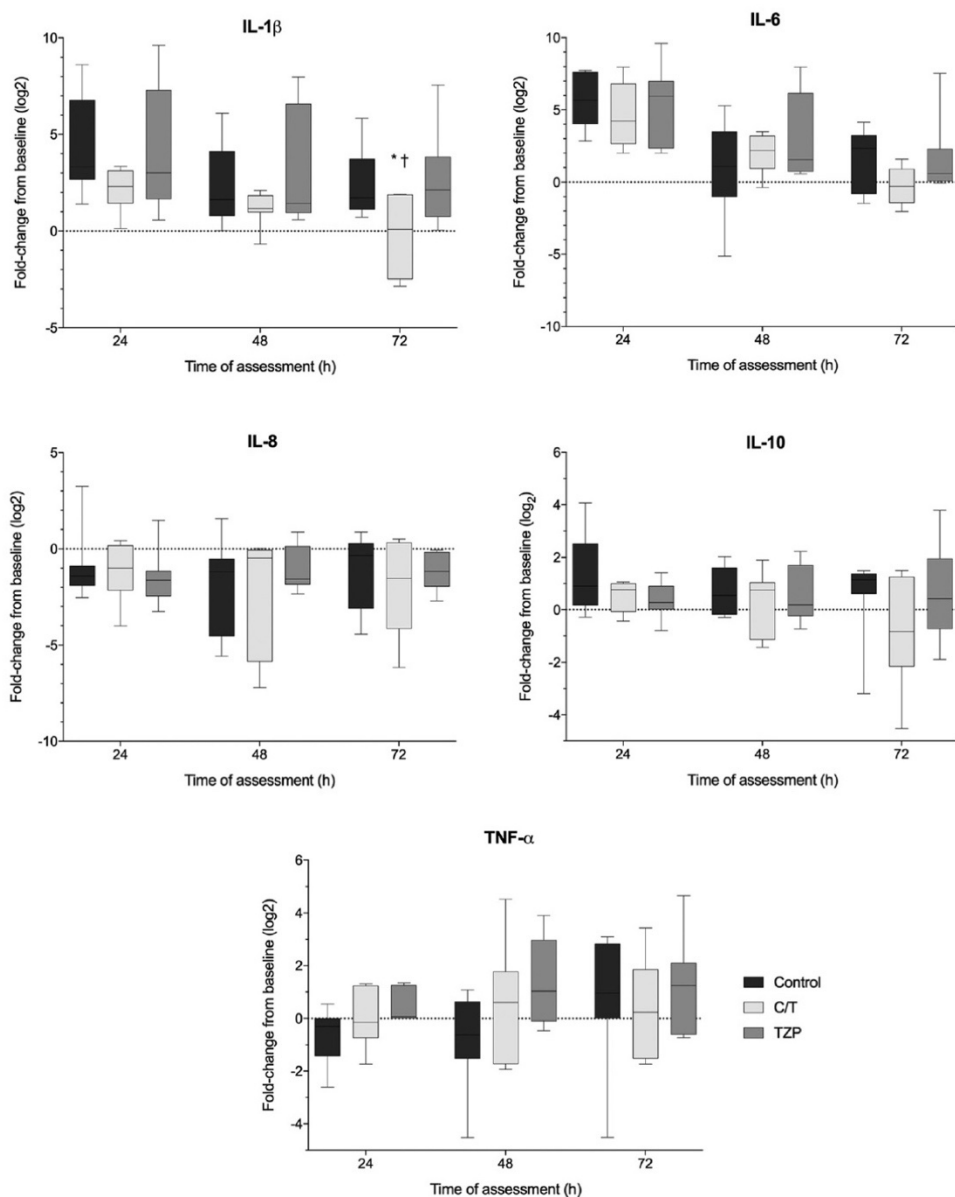 IL-1β
Fold-change from baseline (log2)
10
5
0
-5
* †
24 48 72
Time of assessment (h)
IL-6
Fold-change from baseline (log2)
10
5
0
-5
-10
24 48 72
Time of assessment (h)
IL-8
Fold-change from baseline (log2)
5
0
-5
-10
24 48 72
Time of assessment (h)
IL-10
Fold-change from baseline (log₂)
6
4
2
0
-2
-4
24 48 72
Time of assessment (h)
TNF-α
Fold-change from baseline (log2)
6
4
2
0
-2
-4
24 48 72
Time of assessment (h)
Control
C/T
TZP